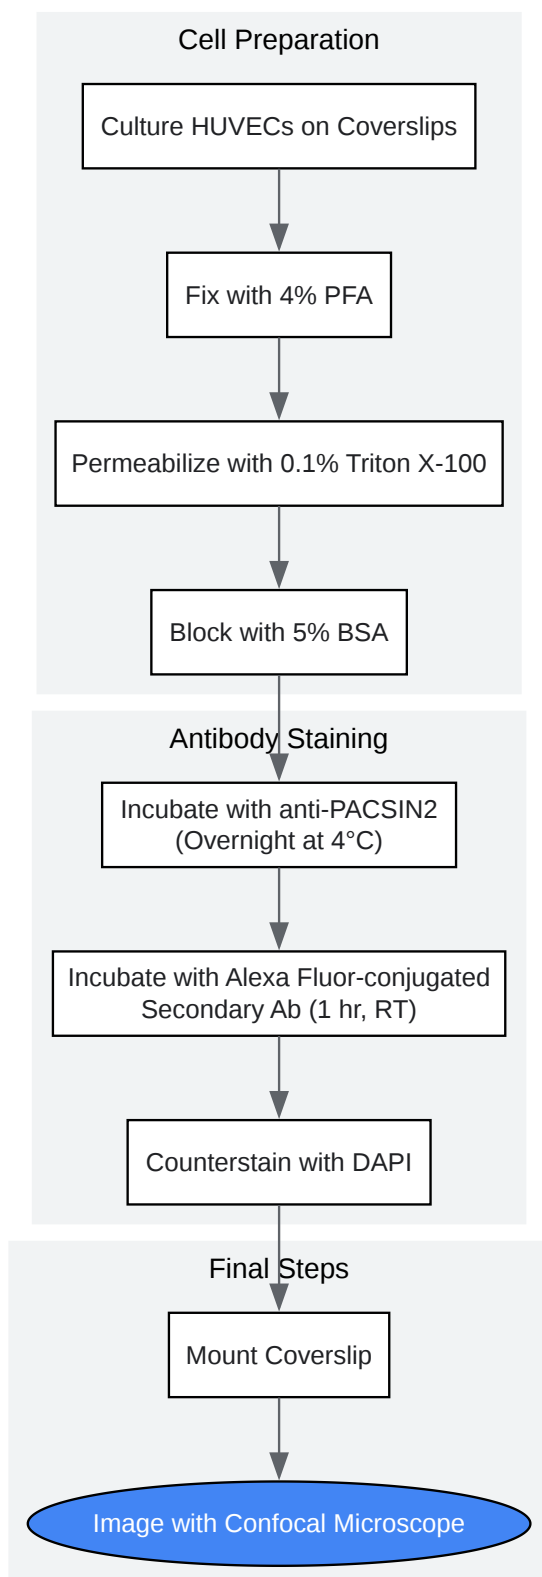 Cell Preparation
Culture HUVECs on Coverslips
Fix with 4% PFA
Permeabilize with 0.1% Triton X-100
Block with 5% BSA
Antibody Staining
Incubate with anti-PACSIN2
(Overnight at 4°C)
Incubate with Alexa Fluor-conjugated
Secondary Ab (1 hr, RT)
Counterstain with DAPI
Final Steps
Mount Coverslip
Image with Confocal Microscope